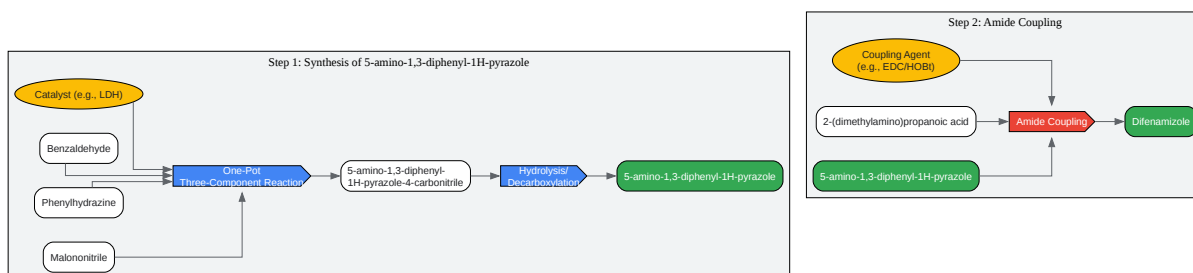 Step 1: Synthesis of 5-amino-1,3-diphenyl-1H-pyrazole
Catalyst (e.g., LDH)
Benzaldehyde
Phenylhydrazine
Malononitrile
One-Pot
Three-Component Reaction
5-amino-1,3-diphenyl-
1H-pyrazole-4-carbonitrile
Hydrolysis/
Decarboxylation
5-amino-1,3-diphenyl-1H-pyrazole
Step 2: Amide Coupling
Coupling Agent
(e.g., EDC/HOBt)
2-(dimethylamino)propanoic acid
Amide Coupling
Difenamizole
5-amino-1,3-diphenyl-1H-pyrazole